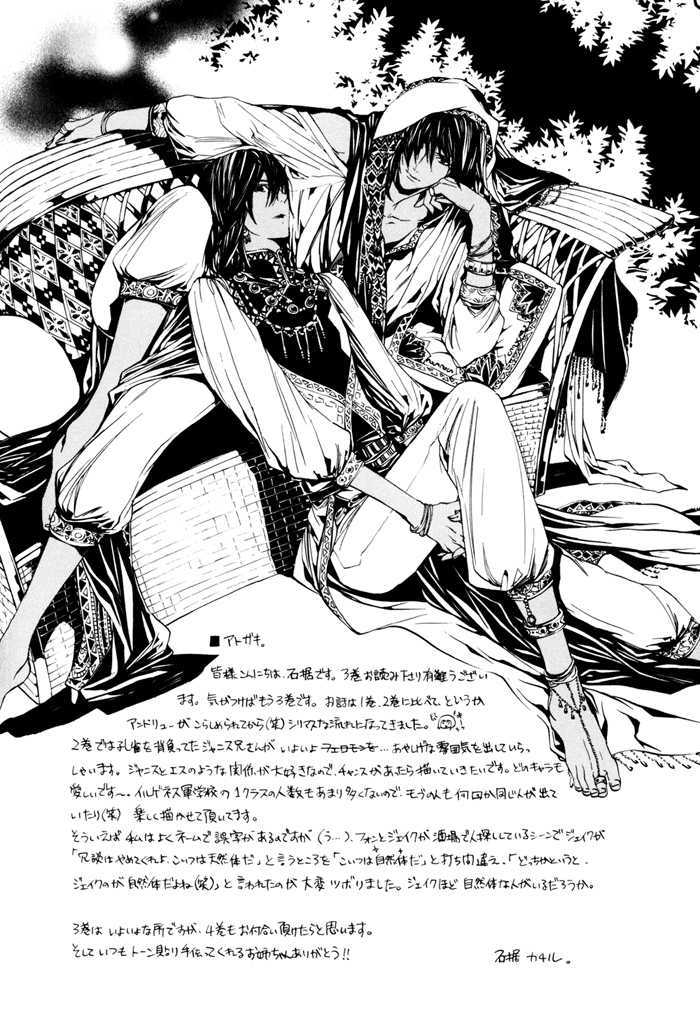 ■アトガキ。
皆様こんにちは、石据です。3巻お読み下さり有難うござい
ます。気がつけばもう3巻です。お話は1巻、2巻に比べて、というか
アンドリューがこらしめられてから(笑)シリアスな流れになってきました。
2巻では孔雀を背負ってたジャニス兄さんがいよいよフェロモンを…あやしげな雰囲気を出していらっ
しゃいます。ジャニスとエスのような関係が大好きなので、チャンスがあったら描いていきたいです。どのキャラも
愛しいです〜。イルゲネス軍学校の1クラスの人数もあまり多くないので、モブの人も何回か同じ人が出て
いたり(笑) 楽しく描かせて頂いてます。
そういえば私はよくネームで誤字があるのですが(う…)、フォンとジェイクが酒場で人探ししているシーンでジェイクが
「冗談はやめてくれよ、こいつは天然体だ」と言うところを「こいつは自然体だ」と打ち間違え、「どっちかというと、
ジェイクのが自然体だよね(笑)」と言われたのが大変ツボりました。ジェイクほど自然体な人がいるだろうか。
3巻はいよいよな所ですが、4巻もお付合い頂けたらと思います。
そしていつもトーン貼り手伝ってくれるお姉ちゃんありがとう!!
石据 カチル。